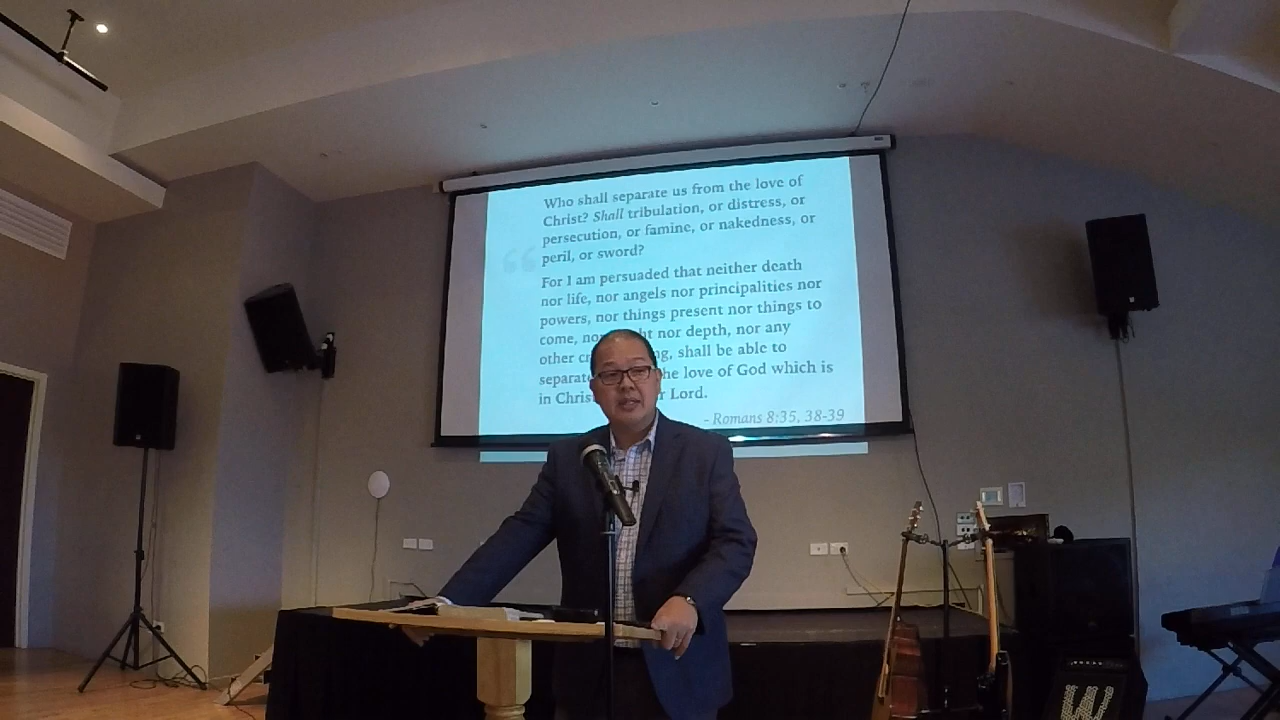 Who shall separate us from the love of
Christ? Shall tribulation, or distress, or
persecution, or famine, or nakedness, or
peril, or sword?
For I am persuaded that neither death
nor life, nor angels nor principalities nor
powers, nor things present nor things to
come, nor depth, nor any
other shall be able to
the love of God which is
in Lord.
- Romans 8:35, 38-39
W